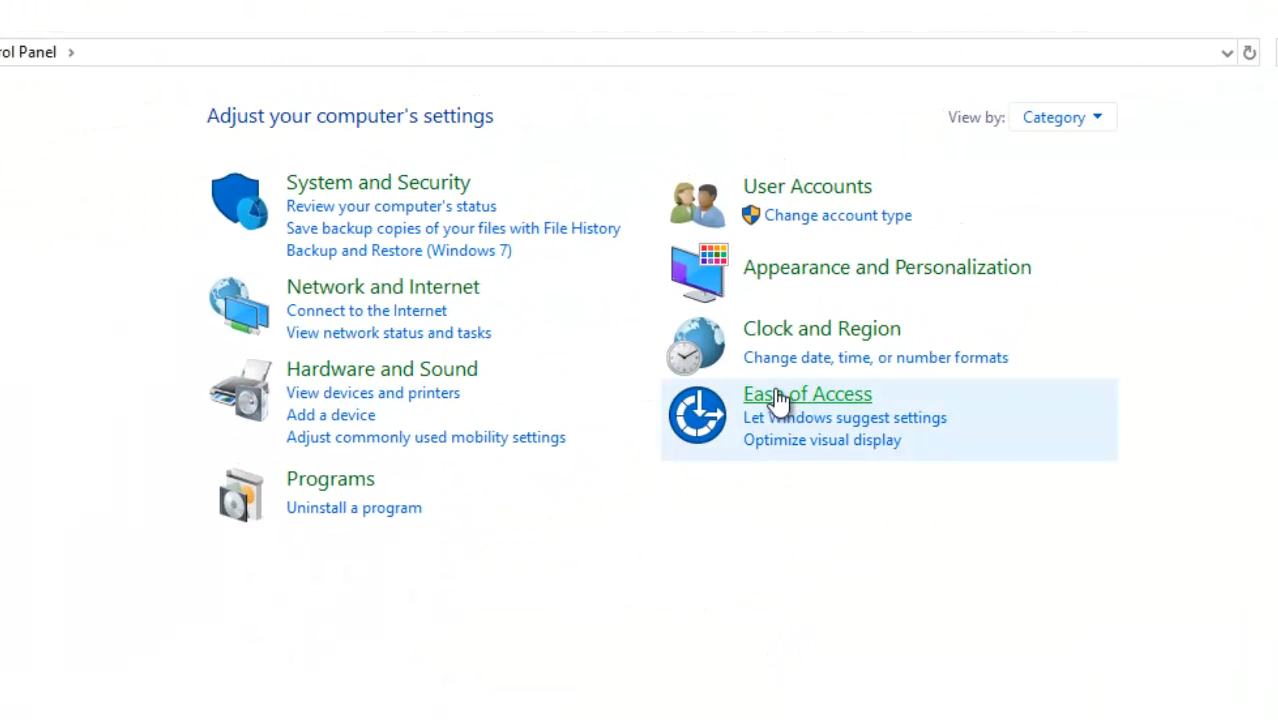 rol Panel
Adjust your computer's settings
View by: Category
System and Security
Review your computer's status
Save backup copies of your files with File History
Backup and Restore (Windows 7)
Network and Internet
Connect to the Internet
View network status and tasks
Hardware and Sound
View devices and printers
Add a device
Adjust commonly used mobility settings
Programs
Uninstall a program
User Accounts
Change account type
Appearance and Personalization
Clock and Region
Change date, time, or number formats
Ease of Access
Let Windows suggest settings
Optimize visual display